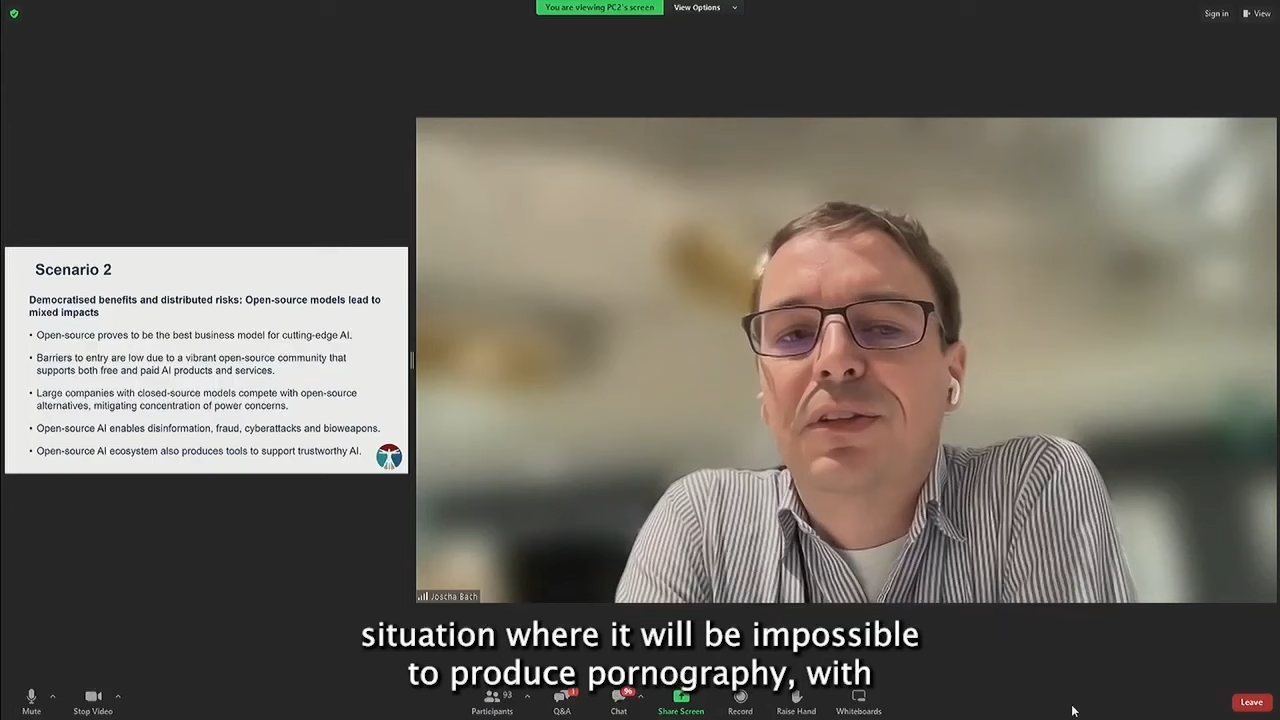 You are viewing PC2's screen
View Options
Sign in
View
Scenario 2
Democratised benefits and distributed risks: Open-source models lead to
mixed impacts
• Open-source proves to be the best business model for cutting-edge AI.
• Barriers to entry are low due to a vibrant open-source community that
supports both free and paid AI products and services.
• Large companies with closed-source models compete with open-source
alternatives, mitigating concentration of power concerns.
• Open-source AI enables disinformation, fraud, cyberattacks and bioweapons.
• Open-source AI ecosystem also produces tools to support trustworthy AI.
Joscha Bach
situation where it will be impossible
to produce pornography, with
93
1
96
Mute
Stop Video
Participants
Q&A
Chat
Share Screen
Record
Raise Hand
Whiteboards
Leave